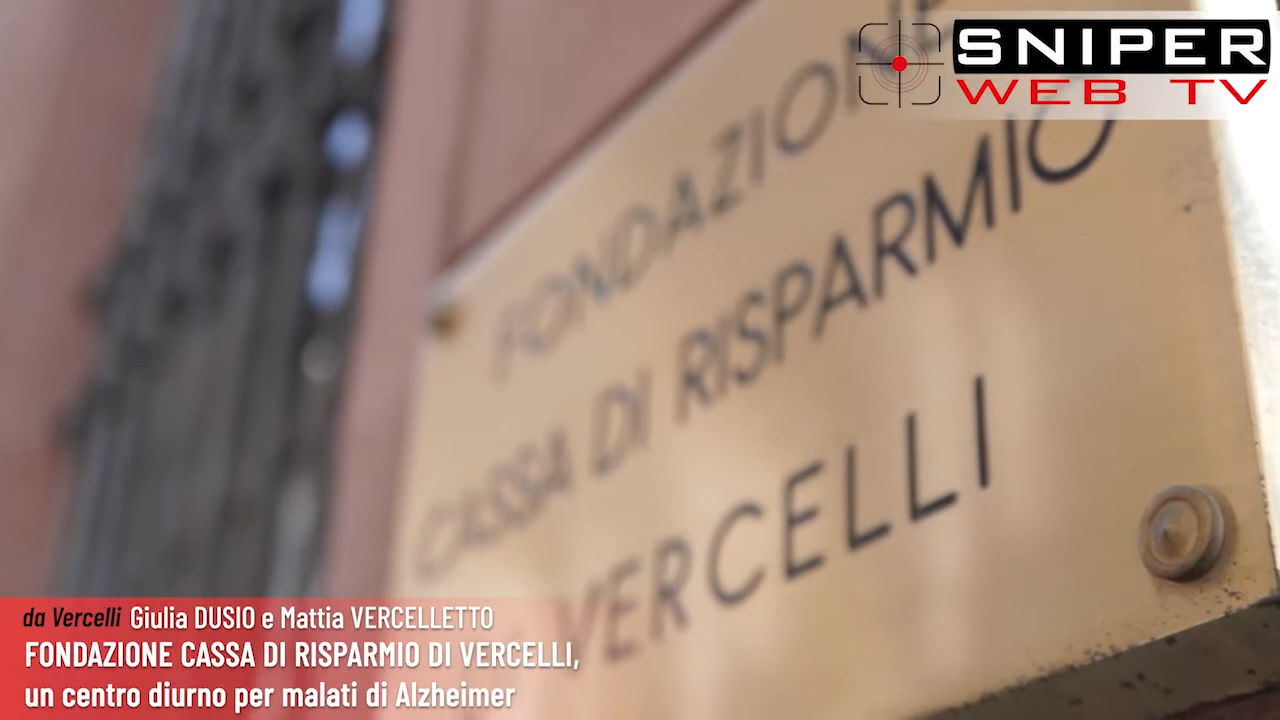 SNIPER
WEB TV
FONDAZIONE
CASSA DI RISPARMIO
VERCELLI
da Vercelli Giulia DUSIO e Mattia VERCELLETTO
FONDAZIONE CASSA DI RISPARMIO DI VERCELLI,
un centro diurno per malati di Alzheimer